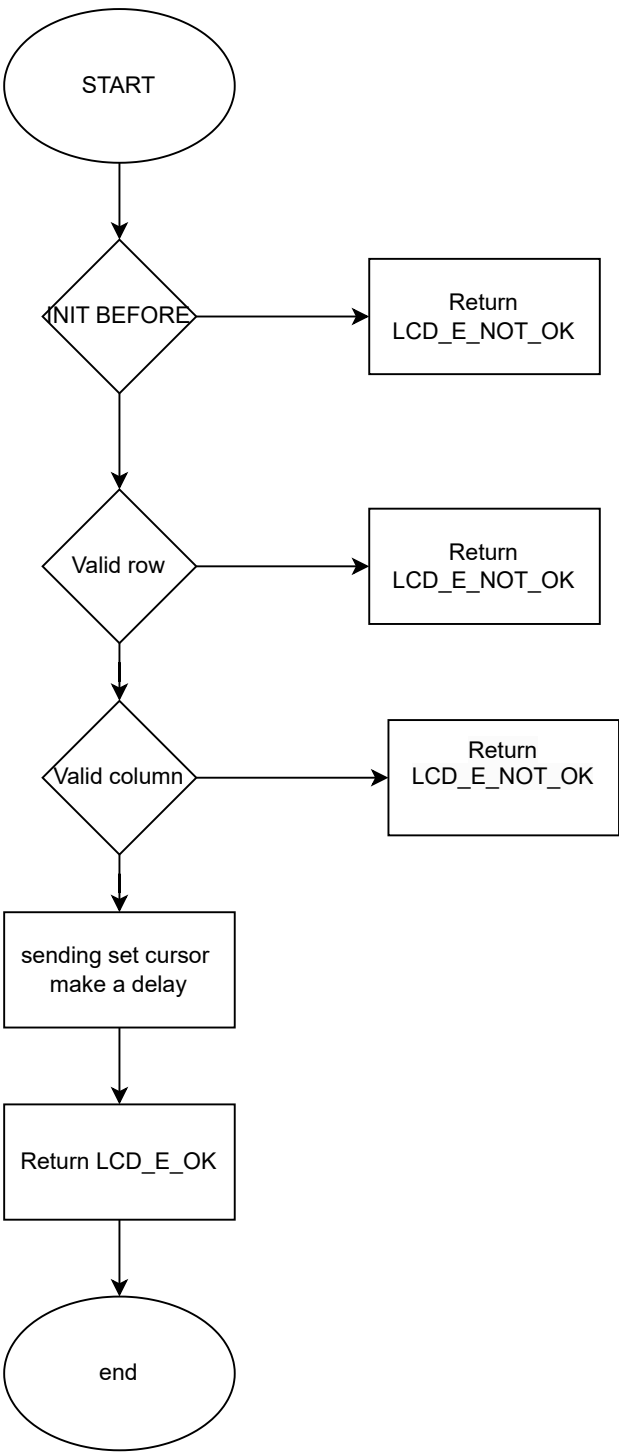 START
INIT BEFORE
Return
LCD_E_NOT_OK
Valid row
Return
LCD_E_NOT_OK
Valid column
Return
LCD_E_NOT_OK
sending set cursor
make a delay
Return LCD_E_OK
end